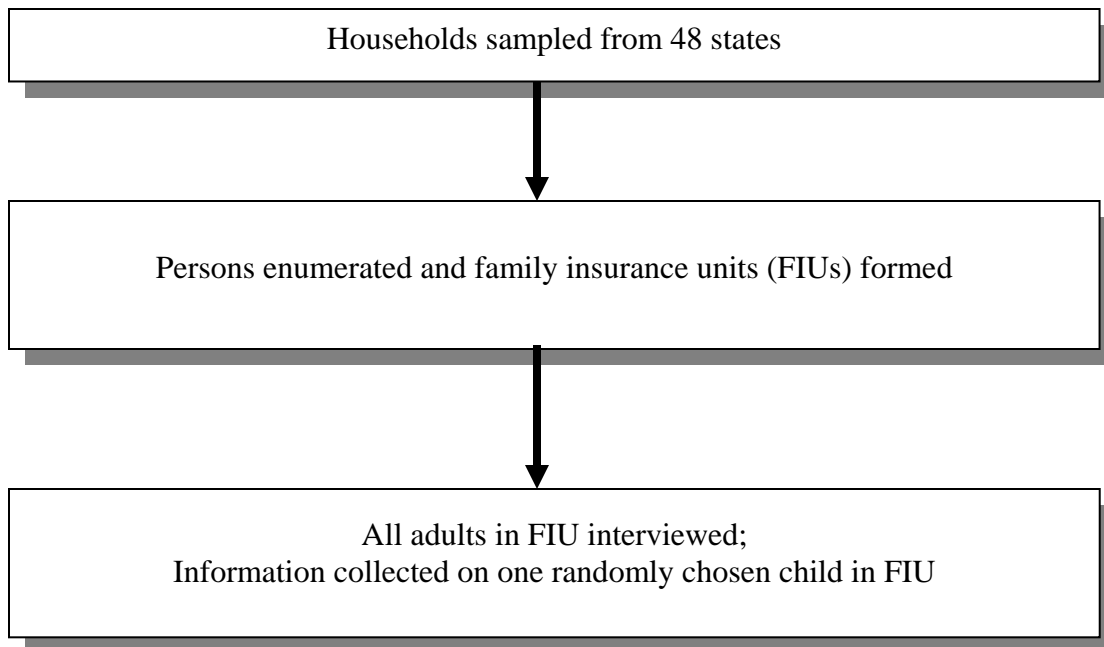 Households sampled from 48 states
Persons enumerated and family insurance units (FIUs) formed
All adults in FIU interviewed;
Information collected on one randomly chosen child in FIU